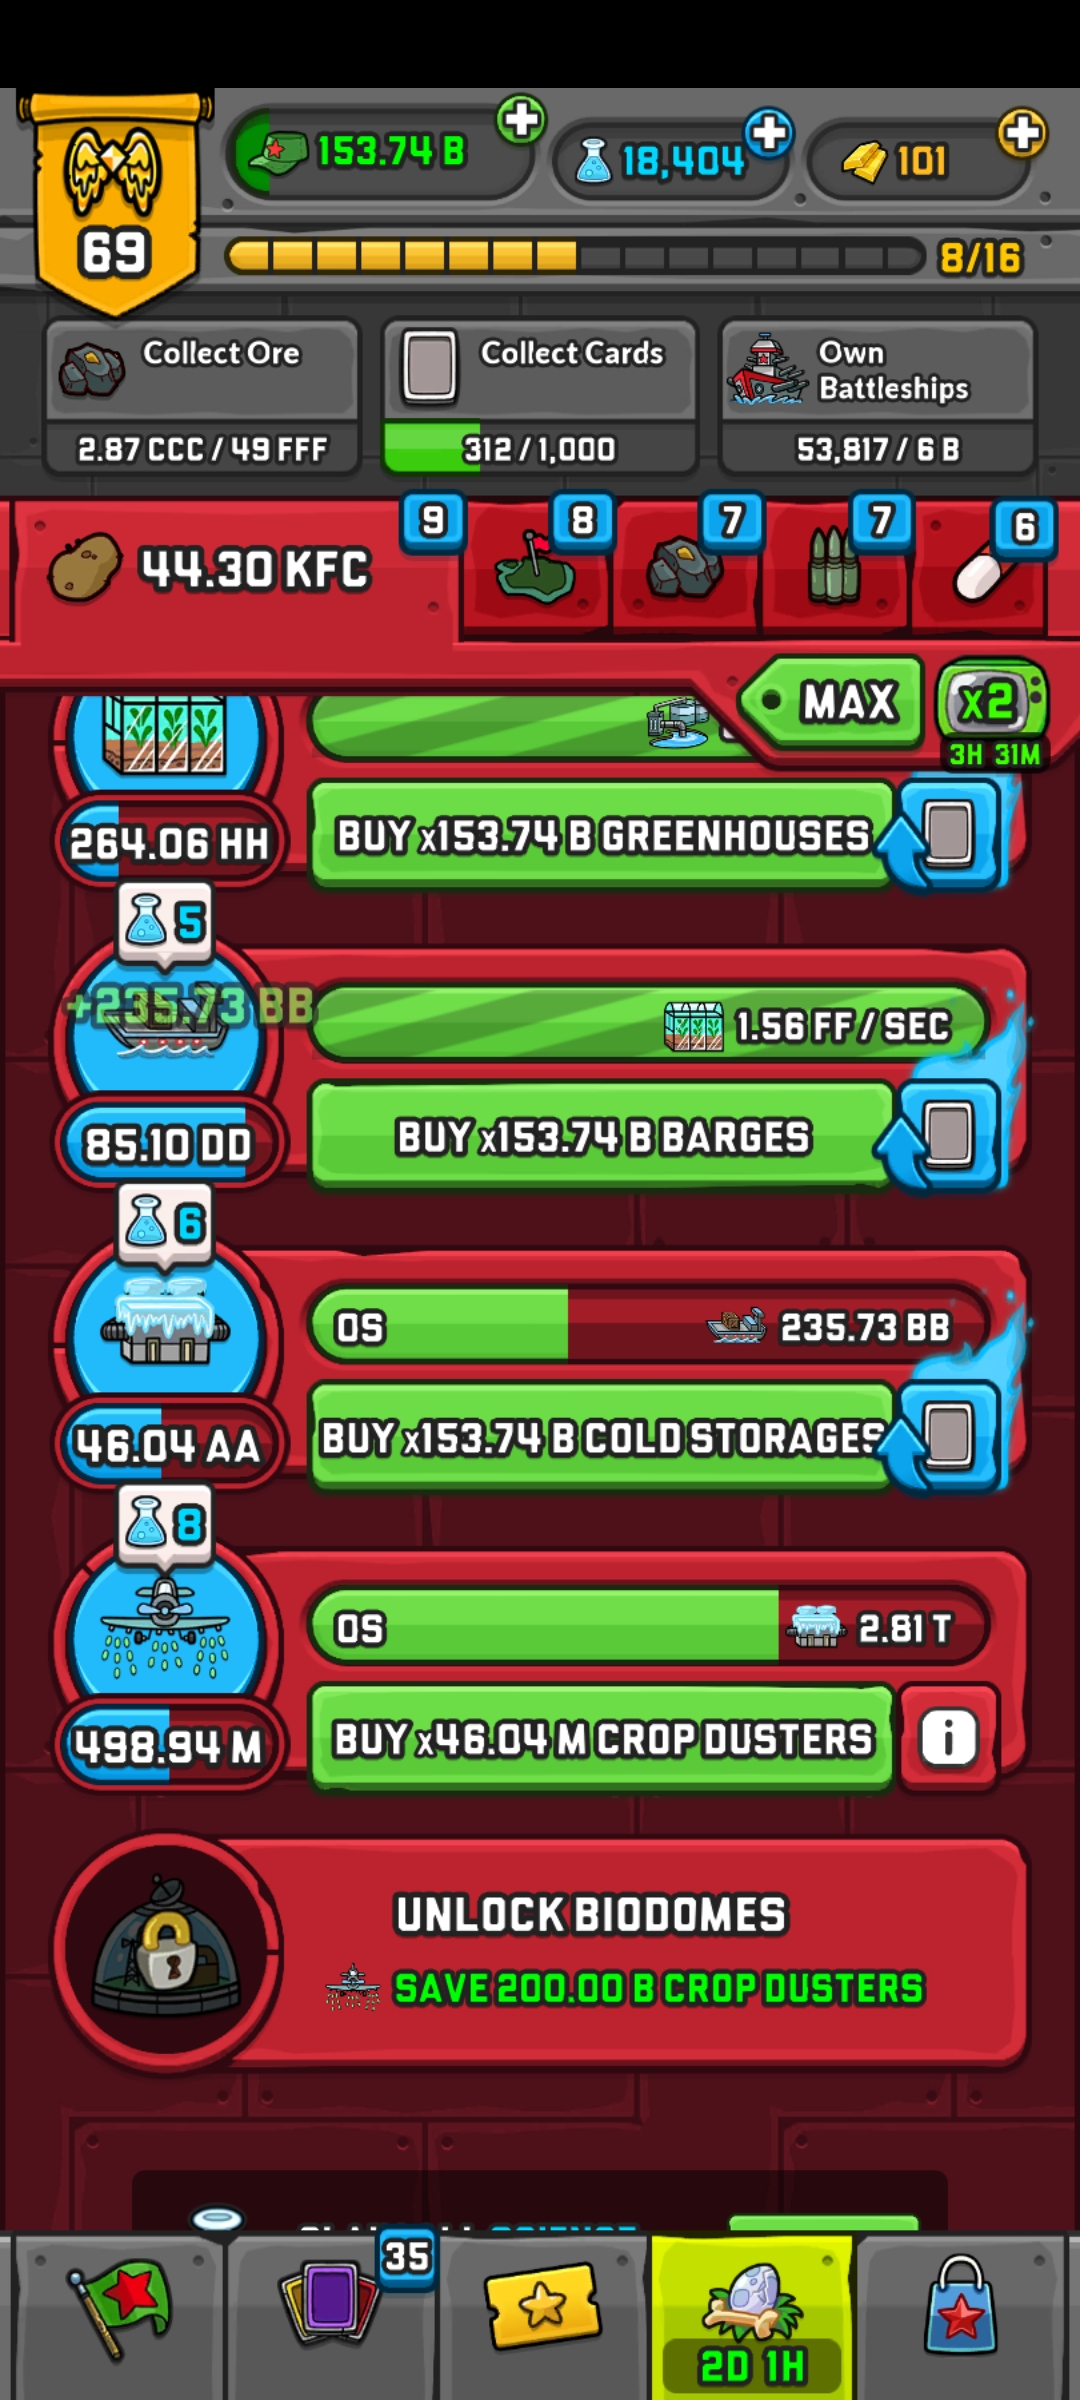 153.74 B
18,404
101
69
8/16
Collect Ore
2.87 CCC / 49 FFF
Collect Cards
312 / 1,000
Own
Battleships
53,817 / 6 B
44.30 KFC
9
8
7
7
6
MAX
x2
3H 31M
264.06 HH
BUY x153.74 B GREENHOUSES
5
+235.73 BB
1.56 FF / SEC
85.10 DD
BUY x153.74 B BARGES
6
0S
235.73 BB
46.04 AA
BUY x153.74 B COLD STORAGES
8
0S
2.81 T
498.94 M
BUY x46.04 M CROP DUSTERS
i
UNLOCK BIODOMES
SAVE 200.00 B CROP DUSTERS
35
2D 1H